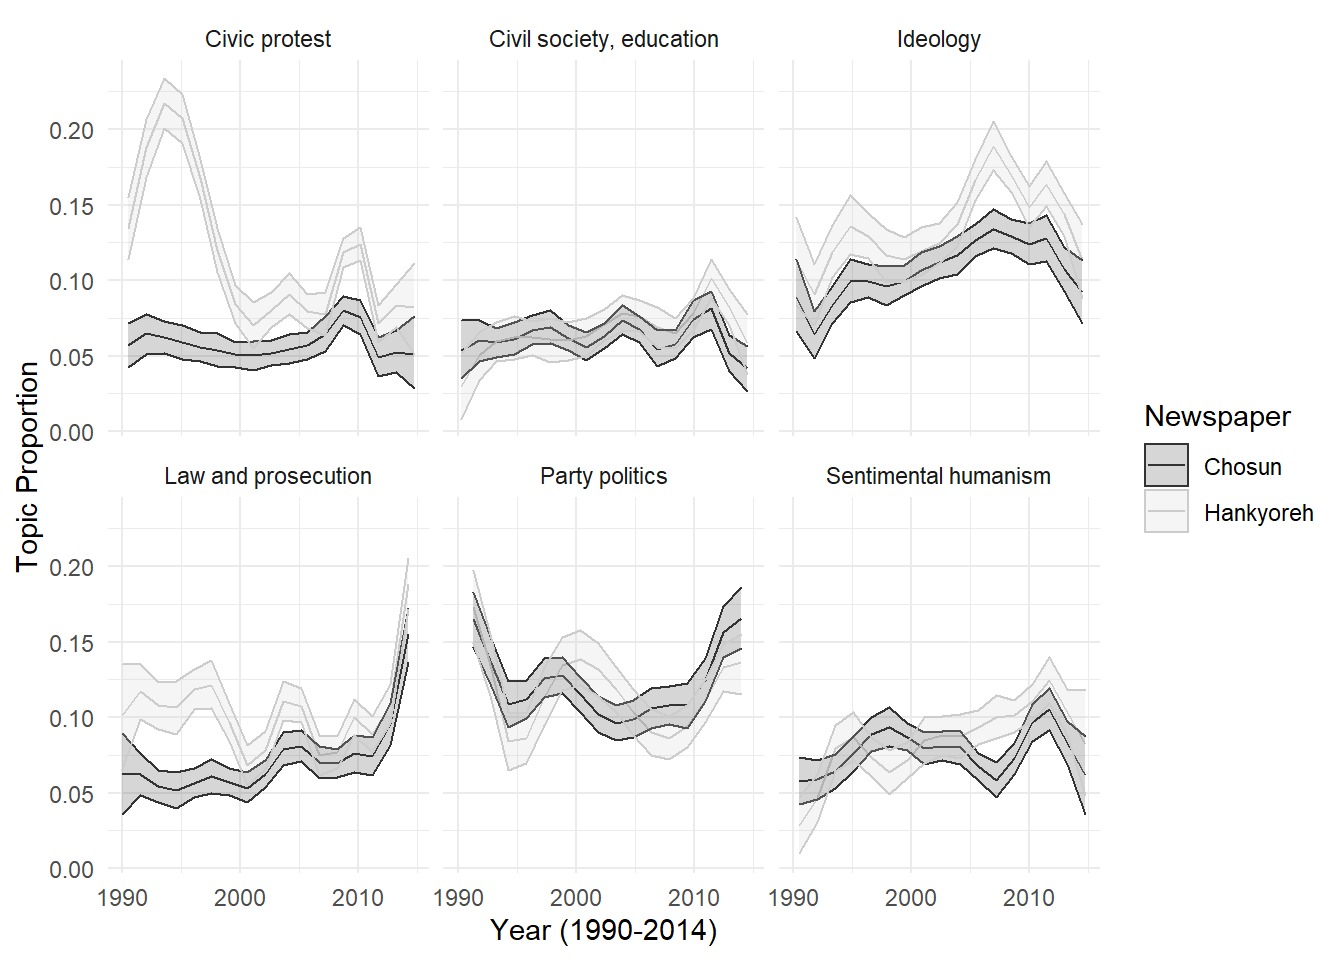 Civic protest
Civil society, education
Ideology
0.20
0.15
0.10
0.05
0.00
Law and prosecution
Party politics
Sentimental humanism
0.20
0.15
0.10
0.05
0.00
1990 2000 2010
1990 2000 2010
1990 2000 2010
Year (1990-2014)
Topic Proportion
Newspaper
Chosun
Hankyoreh